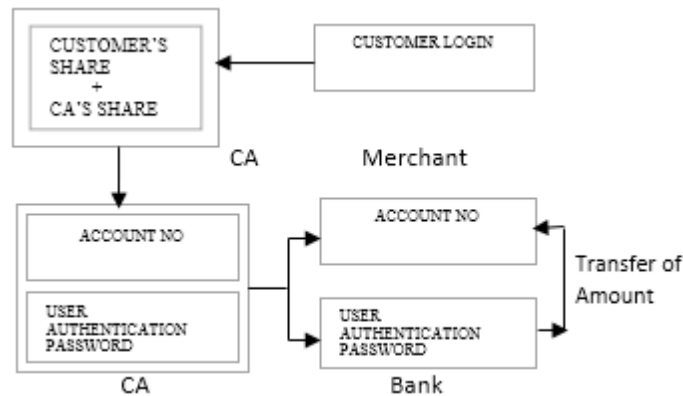 CUSTOMER'S
SHARE
+
CA'S SHARE
CUSTOMER LOGIN
CA
Merchant
ACCOUNT NO
USER
AUTHENTICATION
PASSWORD
CA
ACCOUNT NO
USER
AUTHENTICATION
PASSWORD
Bank
Transfer of
Amount